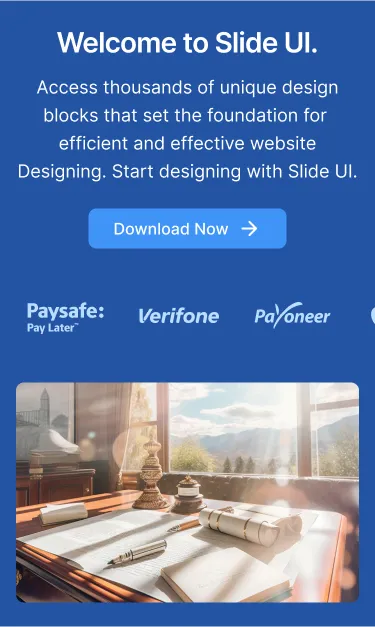 Welcome to Slide UI.
Access thousands of unique design
blocks that set the foundation for
efficient and effective website
Designing. Start designing with Slide UI.
Download Now
Paysafe:
Pay Later™
Verifone
Payoneer